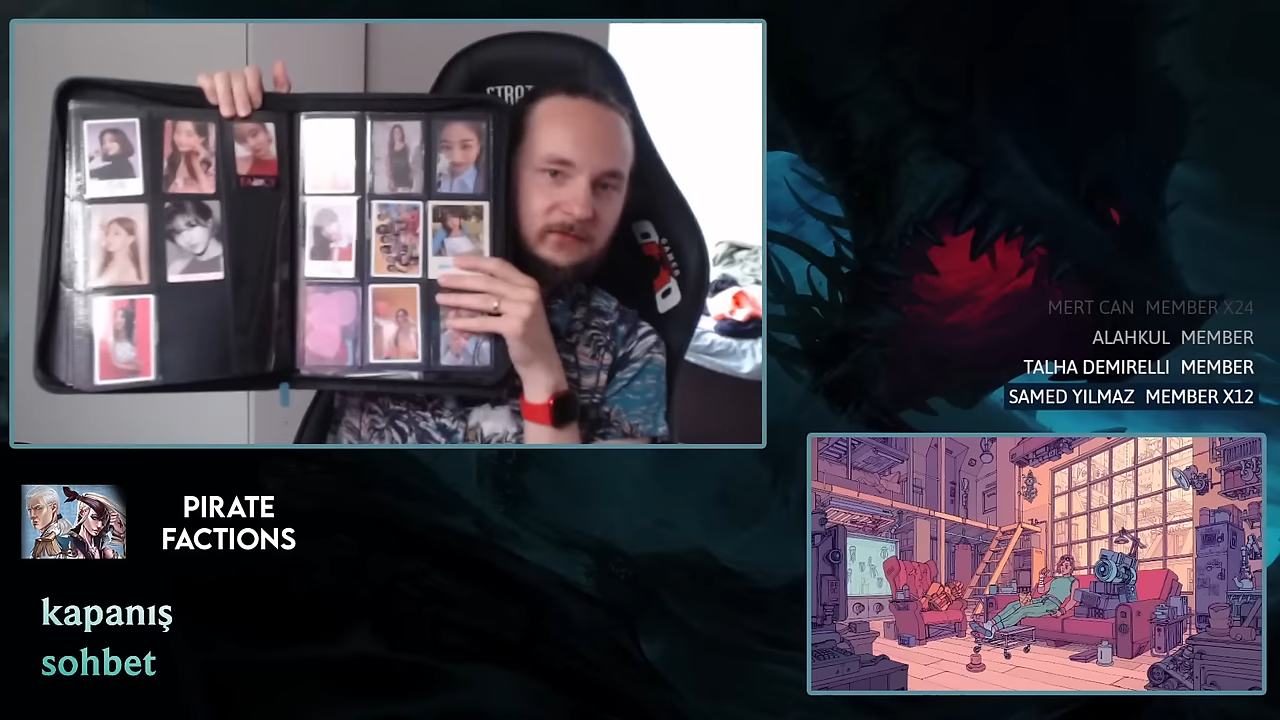 MERT CAN MEMBER X24
ALAHKUL MEMBER
TALHA DEMIRELLI MEMBER
SAMED YILMAZ MEMBER X12
PIRATE
FACTIONS
kapanış
sohbet